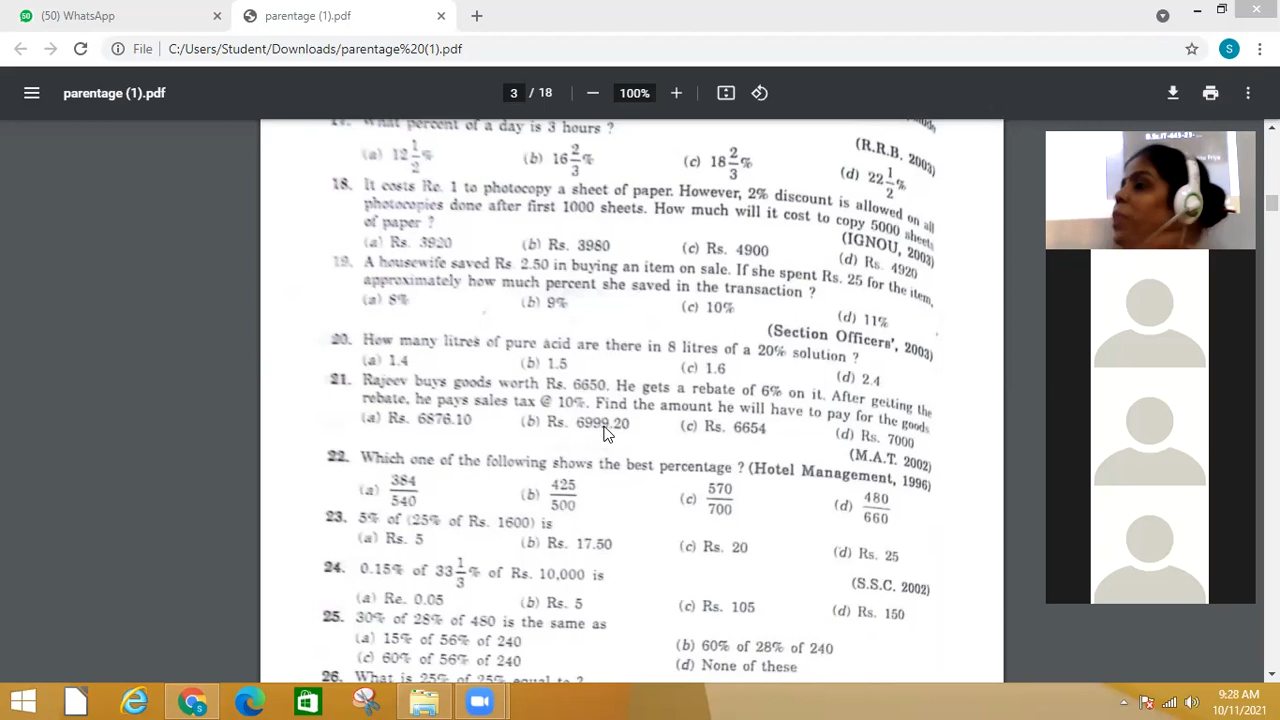 (50) WhatsApp
parentage (1).pdf
File
C:/Users/Student/Downloads/parentage%20(1).pdf
S
parentage (1).pdf
3 / 18
100%
What percent of a day is 3 hours ?
(R.R.B. 2003)
(a) 12 1/2 %
(b) 16 2/3 %
(c) 18 2/3 %
(d) 22 1/2 %
18. It costs Re. 1 to photocopy a sheet of paper. However, 2% discount is allowed on all
photocopies done after first 1000 sheets. How much will it cost to copy 5000 sheets
of paper ?
(IGNOU, 2003)
(a) Rs. 3920
(b) Rs. 3980
(c) Rs. 4900
(d) Rs. 4920
19. A housewife saved Rs. 2.50 in buying an item on sale. If she spent Rs. 25 for the item,
approximately how much percent she saved in the transaction ?
(a) 8%
(b) 9%
(c) 10%
(d) 11%
(Section Officers', 2003)
20. How many litres of pure acid are there in 8 litres of a 20% solution ?
(a) 1.4
(b) 1.5
(c) 1.6
(d) 2.4
21. Rajeev buys goods worth Rs. 6650. He gets a rebate of 6% on it. After getting the
rebate, he pays sales tax @ 10%. Find the amount he will have to pay for the goods
(a) Rs. 6876.10
(b) Rs. 6999.20
(c) Rs. 6654
(d) Rs. 7000
(M.A.T. 2002)
22. Which one of the following shows the best percentage ? (Hotel Management, 1996)
(a) 384/540
(b) 425/500
(c) 570/700
(d) 480/660
23. 5% of (25% of Rs. 1600) is
(a) Rs. 5
(b) Rs. 17.50
(c) Rs. 20
(d) Rs. 25
24. 0.15% of 33 1/3 % of Rs. 10,000 is
(S.S.C. 2002)
(a) Re. 0.05
(b) Rs. 5
(c) Rs. 105
(d) Rs. 150
25. 30% of 28% of 480 is the same as
(a) 15% of 56% of 240
(b) 60% of 28% of 240
(c) 60% of 56% of 240
(d) None of these
26. What is 25% of 25% equal to ?
9:28 AM
10/11/2021